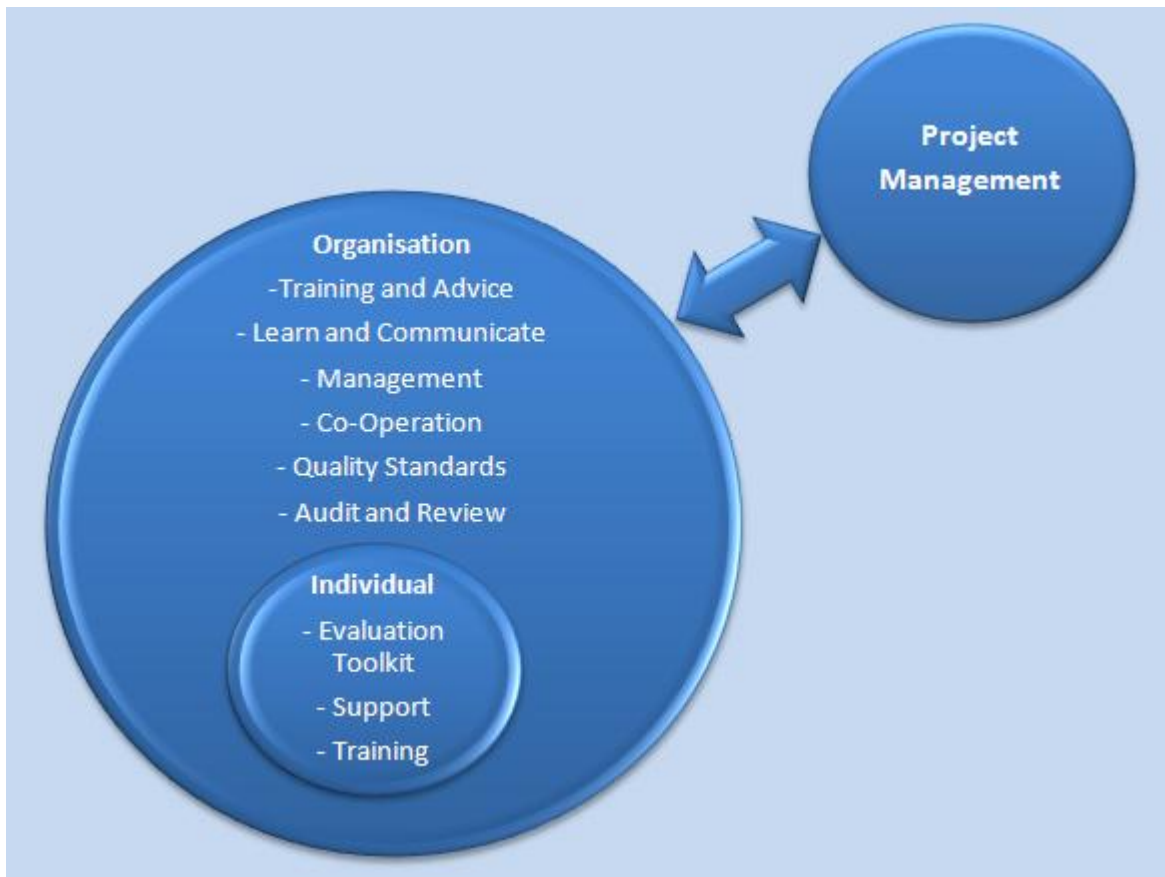 Project
Management
Organisation
-Training and Advice
- Learn and Communicate
- Management
- Co-Operation
- Quality Standards
- Audit and Review
Individual
- Evaluation
Toolkit
- Support
- Training